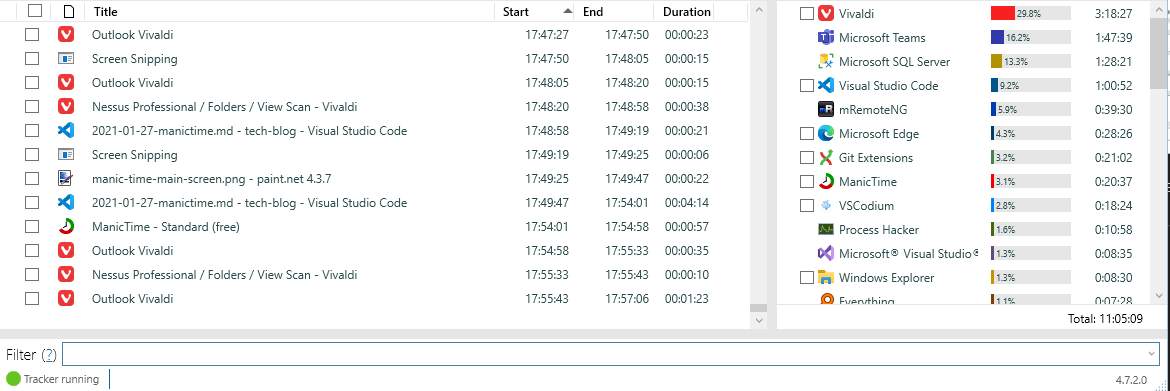 Title Start End Duration
Outlook Vivaldi 17:47:27 17:47:50 00:00:23
Screen Snipping 17:47:50 17:48:05 00:00:15
Outlook Vivaldi 17:48:05 17:48:20 00:00:15
Nessus Professional / Folders / View Scan - Vivaldi 17:48:20 17:48:58 00:00:38
2021-01-27-manictime.md - tech-blog - Visual Studio Code 17:48:58 17:49:19 00:00:21
Screen Snipping 17:49:19 17:49:25 00:00:06
manic-time-main-screen.png - paint.net 4.3.7 17:49:25 17:49:47 00:00:22
2021-01-27-manictime.md - tech-blog - Visual Studio Code 17:49:47 17:54:01 00:04:14
ManicTime - Standard (free) 17:54:01 17:54:58 00:00:57
Outlook Vivaldi 17:54:58 17:55:33 00:00:35
Nessus Professional / Folders / View Scan - Vivaldi 17:55:33 17:55:43 00:00:10
Outlook Vivaldi 17:55:43 17:57:06 00:01:23
Vivaldi 29.8% 3:18:27
Microsoft Teams 16.2% 1:47:39
Microsoft SQL Server 13.3% 1:28:21
Visual Studio Code 9.2% 1:00:52
mRemoteNG 5.9% 0:39:30
Microsoft Edge 4.3% 0:28:26
Git Extensions 3.2% 0:21:02
ManicTime 3.1% 0:20:37
VSCodium 2.8% 0:18:24
Process Hacker 1.6% 0:10:58
Microsoft® Visual Studio® 1.3% 0:08:35
Windows Explorer 1.3% 0:08:30
Everything 1.1% 0:07:28
Total: 11:05:09
Filter (?)
Tracker running
4.7.2.0